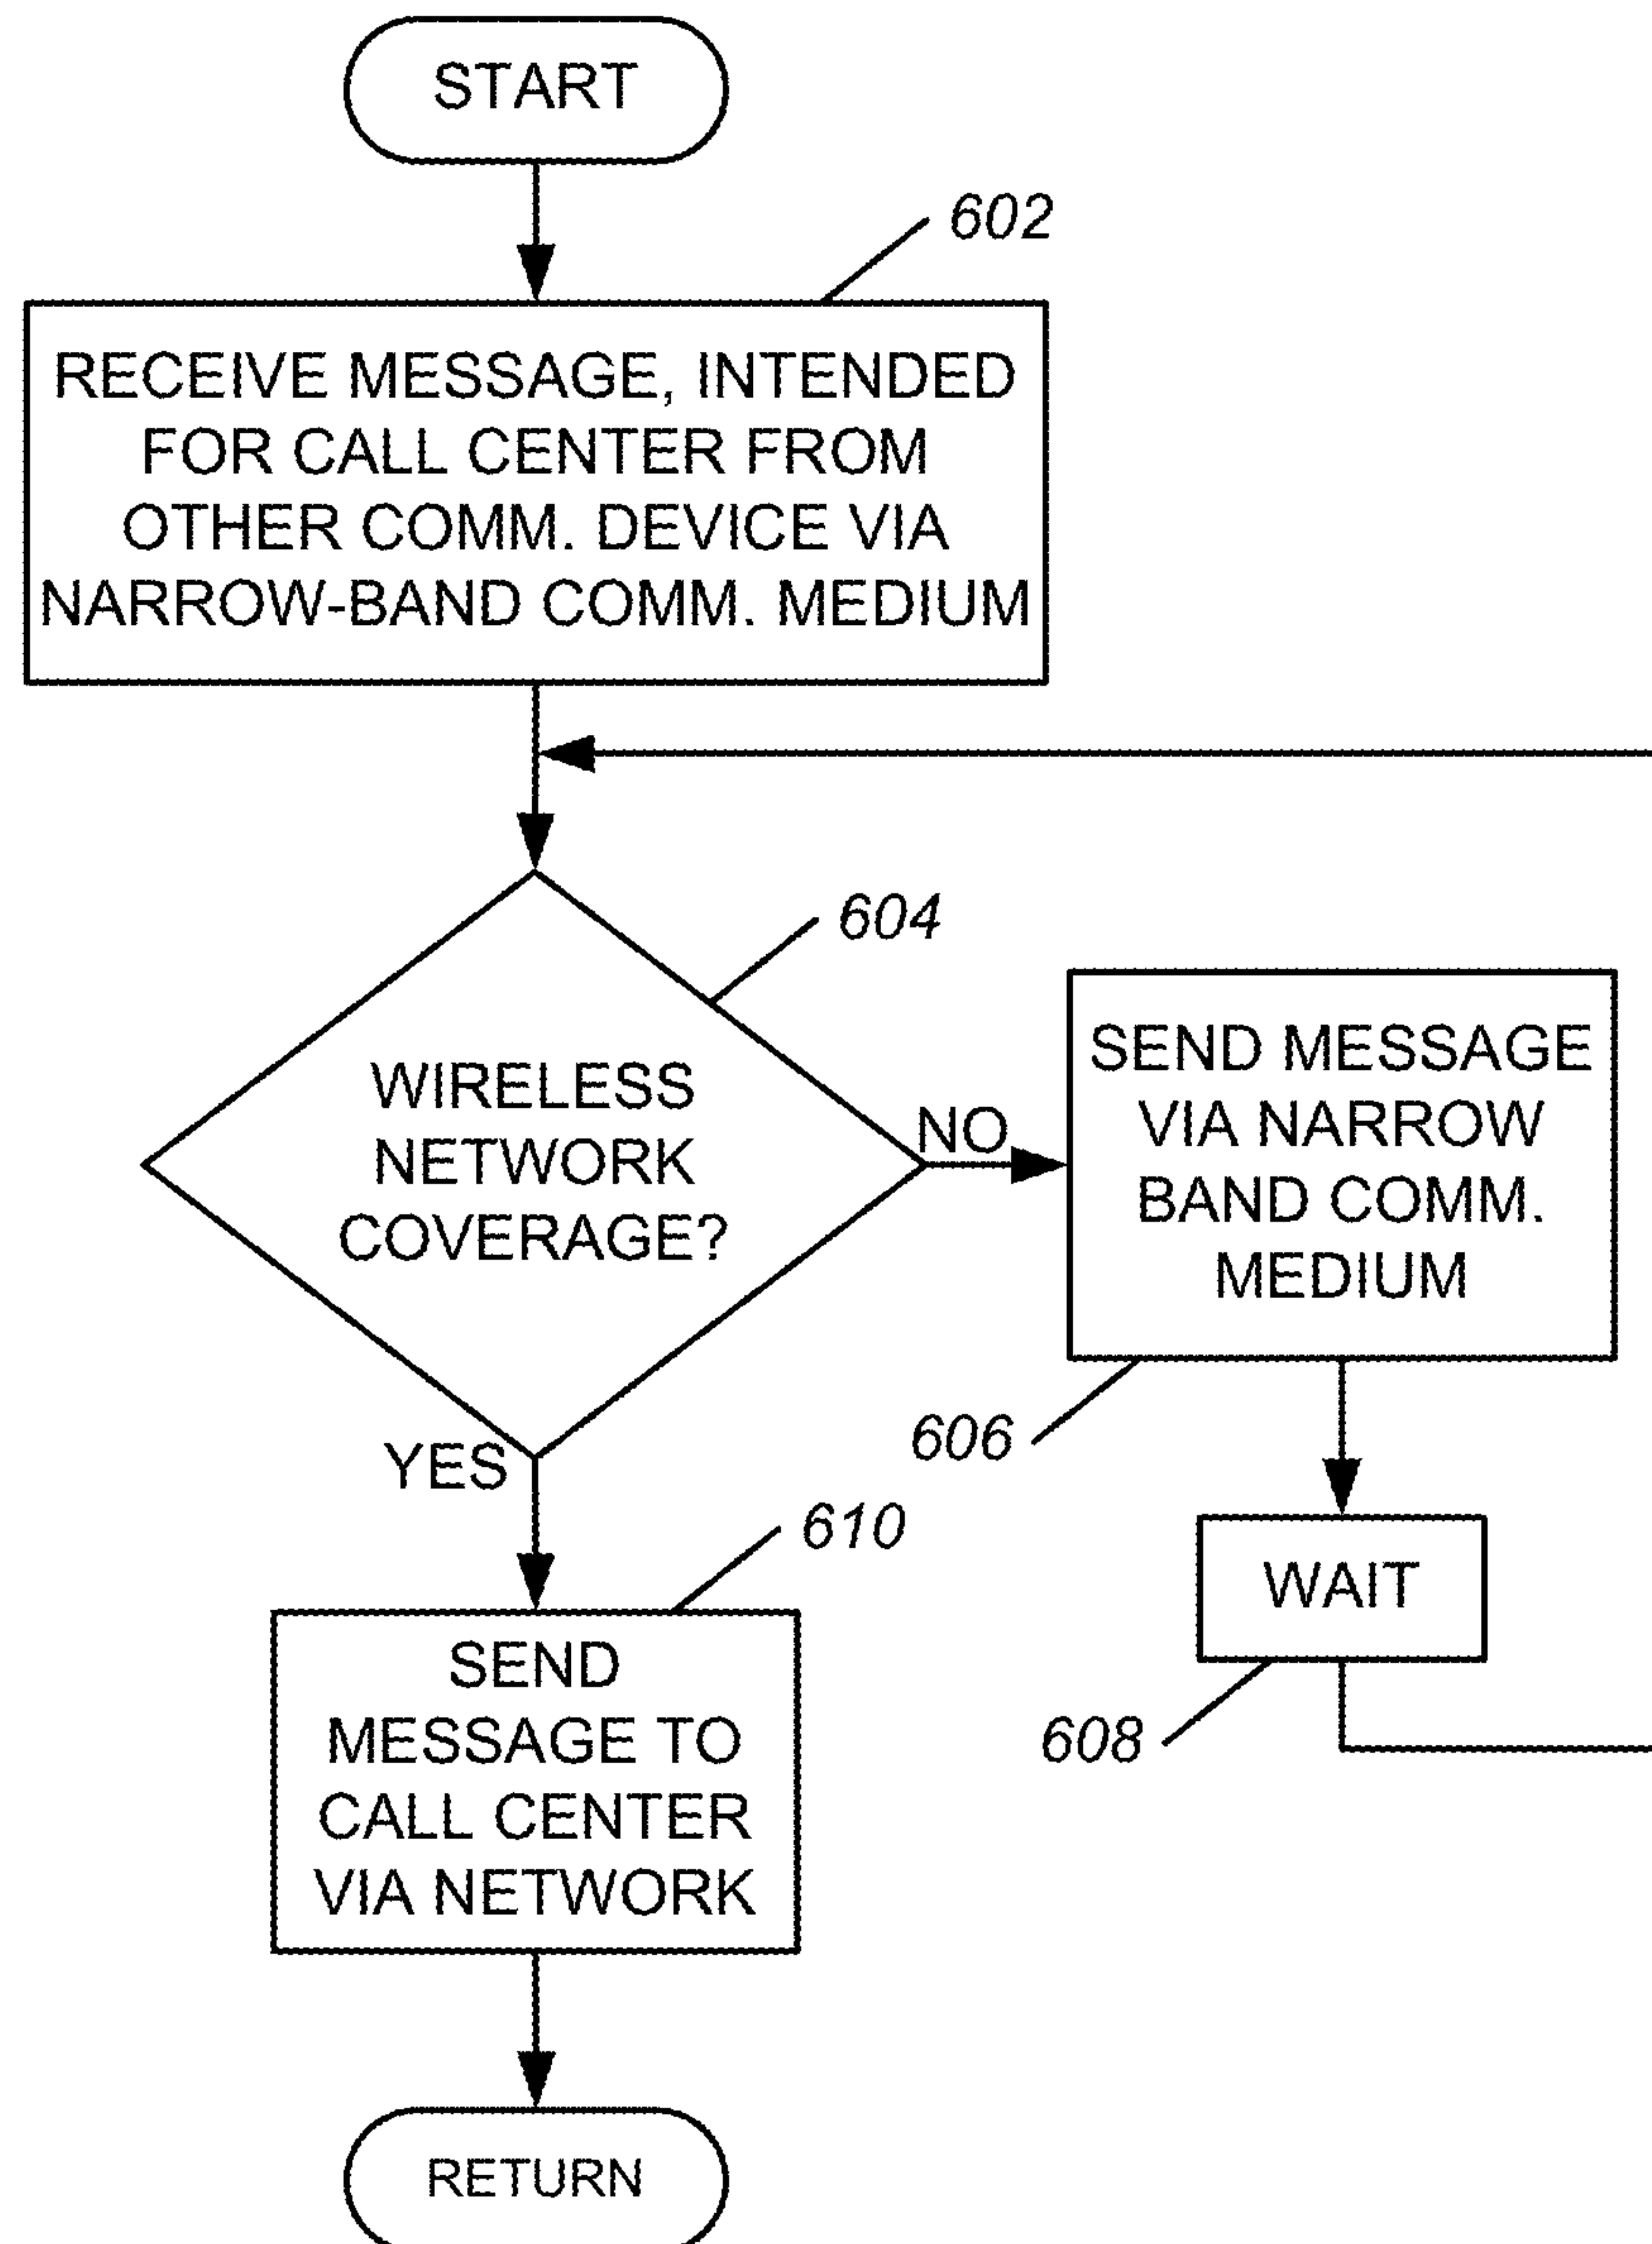 START
602
RECEIVE MESSAGE, INTENDED
FOR CALL CENTER FROM
OTHER COMM. DEVICE VIA
NARROW-BAND COMM. MEDIUM
604
WIRELESS
NETWORK
COVERAGE?
NO
SEND MESSAGE
VIA NARROW
BAND COMM.
MEDIUM
606
YES
610
WAIT
608
SEND
MESSAGE TO
CALL CENTER
VIA NETWORK
RETURN